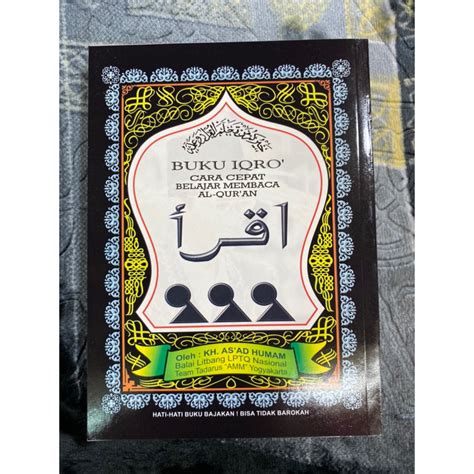 BUKU IQRO'
CARA CEPAT
BELAJAR MEMBACA
AL-QUR'AN
اقرأ
Oleh : KH. AS'AD HUMAM
Balai Litbang LPTQ Nasional
Team Tadarus "AMM" Yogyakarta
HATI-HATI BUKU BAJAKAN ! BISA TIDAK BAROKAH